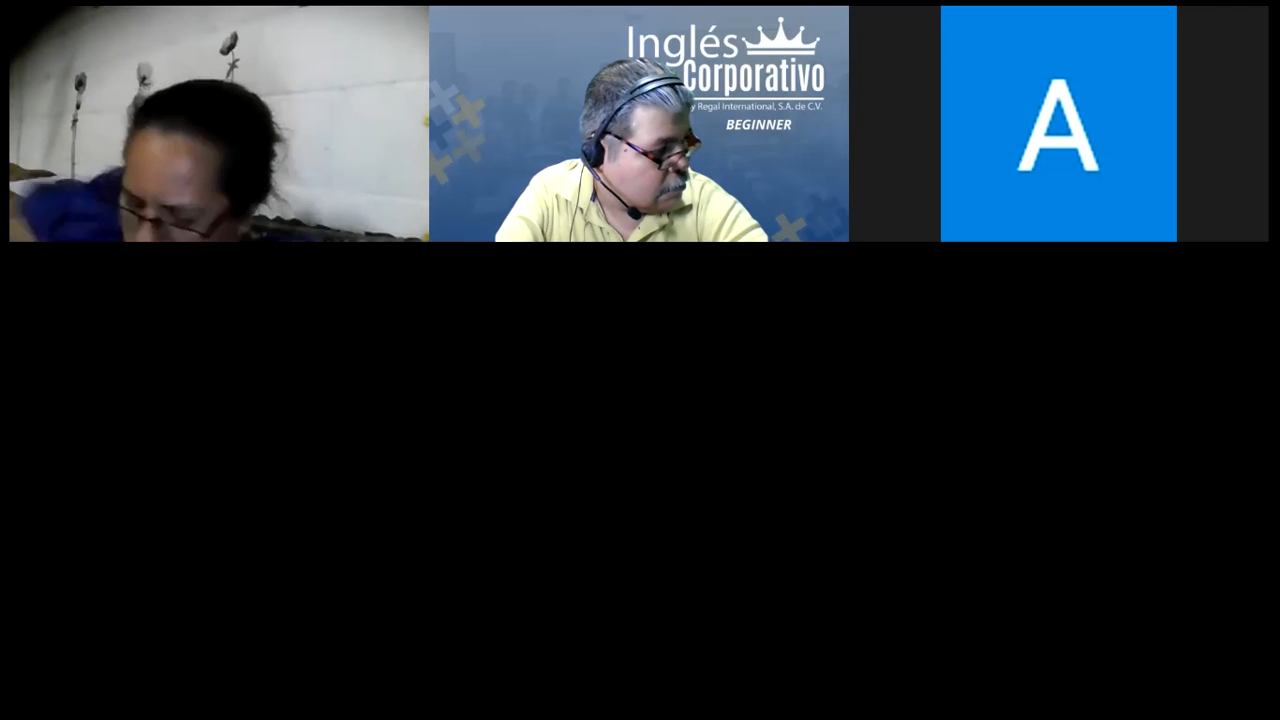 Inglés
Corporativo
y Regal International, S.A. de C.V.
BEGINNER
A